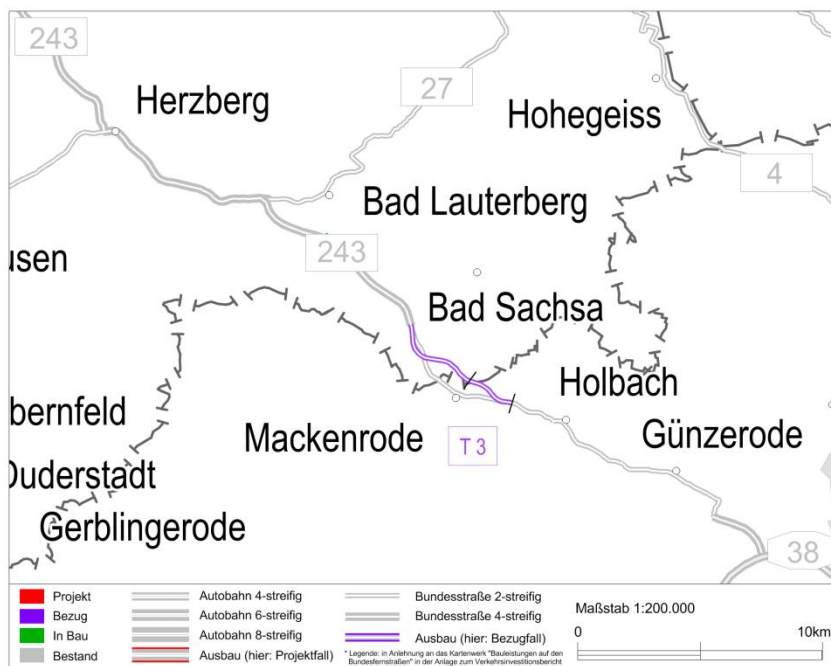 243
Herzberg
27
Hohegeiss
4
Bad Lauterberg
usen
243
Bad Sachsa
Holbach
bernfeld
Mackenrode
T 3
Günzerode
Duderstadt
Gerblingerode
38
Projekt
Bezug
In Bau
Bestand
Autobahn 4-streifig
Autobahn 6-streifig
Autobahn 8-streifig
Ausbau (hier: Projektfall)
Bundesstraße 2-streifig
Bundesstraße 4-streifig
Ausbau (hier: Bezugfall)
* Legende: in Anlehnung an das Kartenwerk "Bauleistungen auf den
Bundesfernstraßen" in der Anlage zum Verkehrsinvestitionsbericht
Maßstab 1:200.000
0 10km